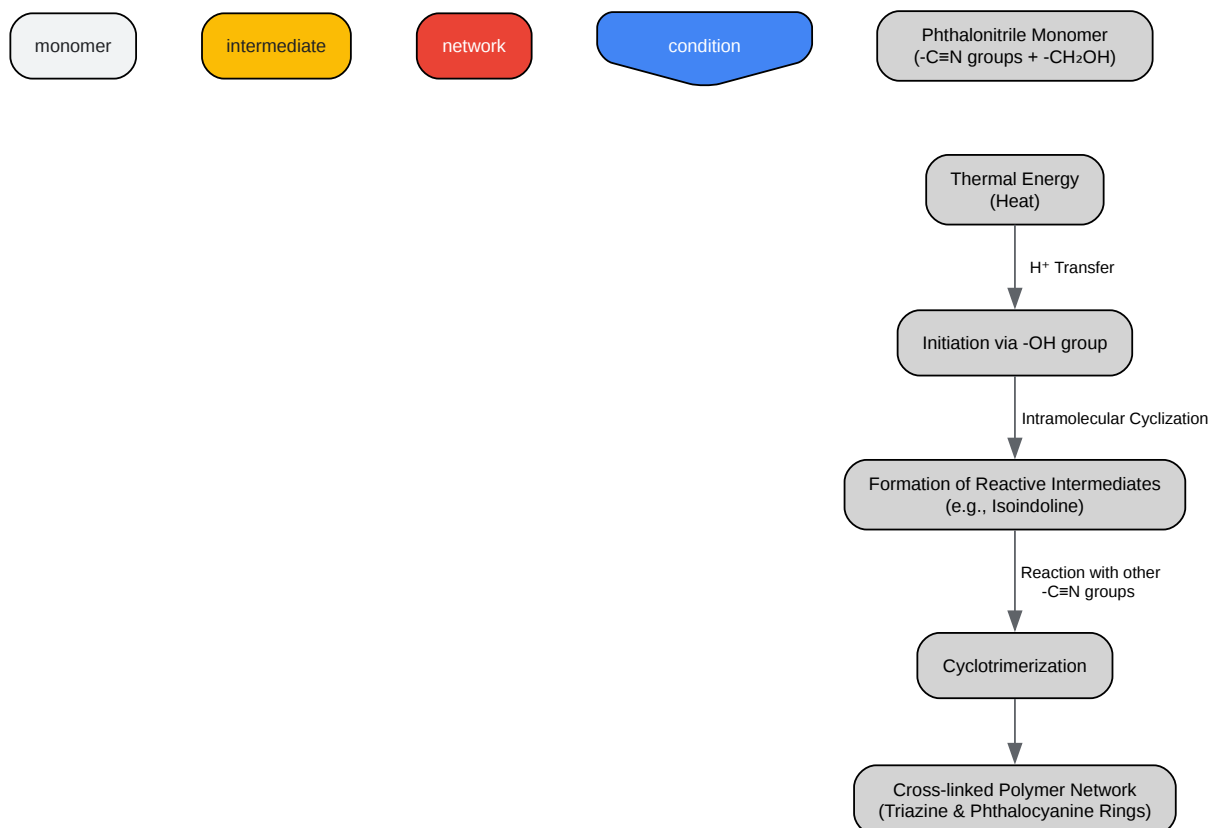 monomer
intermediate
network
condition
Phthalonitrile Monomer
(-C≡N groups + -CH₂OH)
Thermal Energy
(Heat)
H⁺ Transfer
Initiation via -OH group
Intramolecular Cyclization
Formation of Reactive Intermediates
(e.g., Isoindoline)
Reaction with other
-C≡N groups
Cyclotrimerization
Cross-linked Polymer Network
(Triazine & Phthalocyanine Rings)